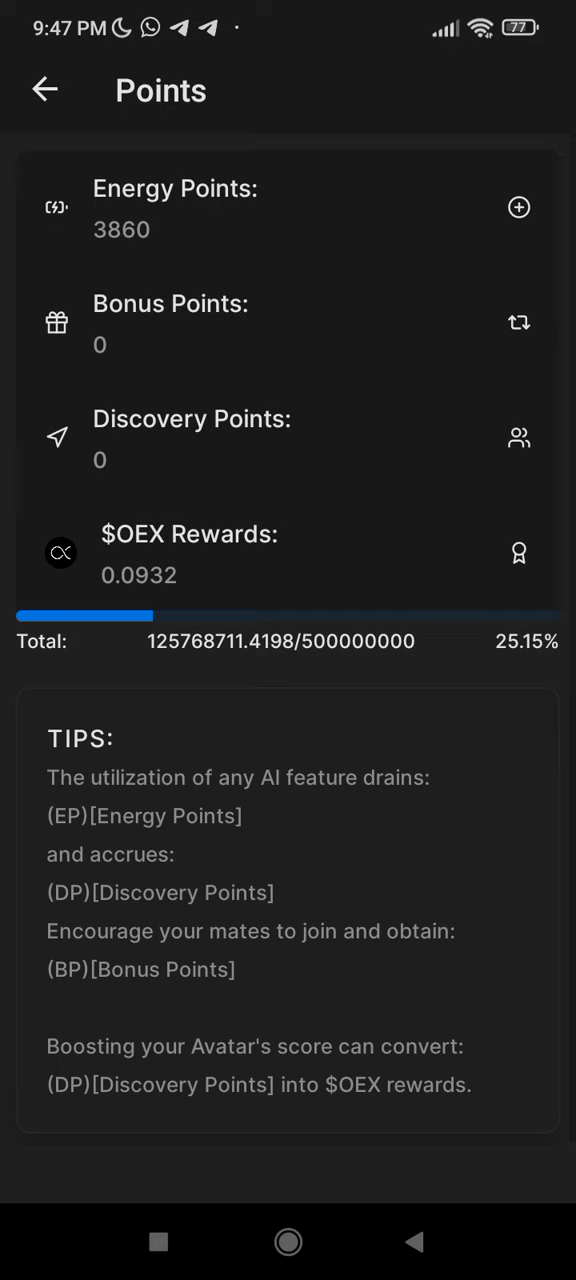 9:47 PM
77
Points
Energy Points:
3860
Bonus Points:
0
Discovery Points:
0
$OEX Rewards:
0.0932
Total: 125768711.4198/500000000 25.15%
TIPS:
The utilization of any AI feature drains:
(EP)[Energy Points]
and accrues:
(DP)[Discovery Points]
Encourage your mates to join and obtain:
(BP)[Bonus Points]
Boosting your Avatar's score can convert:
(DP)[Discovery Points] into $OEX rewards.